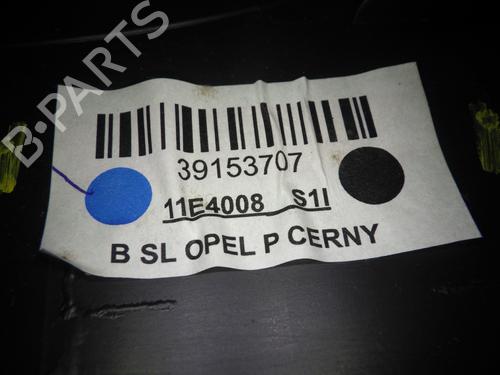 B-PARTS
39153707
11E4008 S1I
B SL OPEL P CERNY